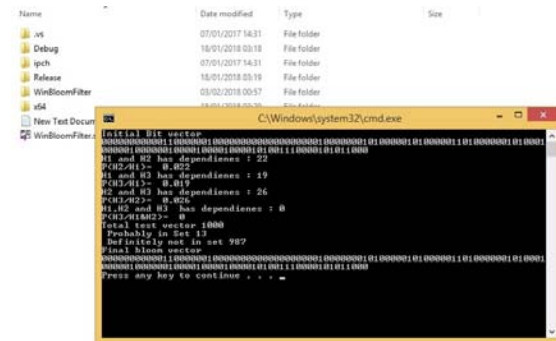 Name Date modified Type Size
.vs 07/01/2017 14:31 File folder
Debug 18/01/2018 03:18 File folder
ipch 07/01/2017 14:31 File folder
Release 18/01/2018 03:19 File folder
WinBloomFilter 03/02/2018 00:57 File folder
x64
New Text Docum
WinBloomFilter.s
C:\Windows\system32\cmd.exe
Initial Bit vector
H1 and H2 has dependienes : 22
P(H2/H1)= 0.022
H1 and H3 has dependienes : 19
P(H3/H1)= 0.019
H2 and H3 has dependienes : 26
P(H3/H2)= 0.026
H1,H2 and H3 has dependienes : 0
P(H3/H1&H2)= 0
Total test vector 1000
Probably in Set 13
Definitely not in set 987
Final bloom vector
Press any key to continue . . .